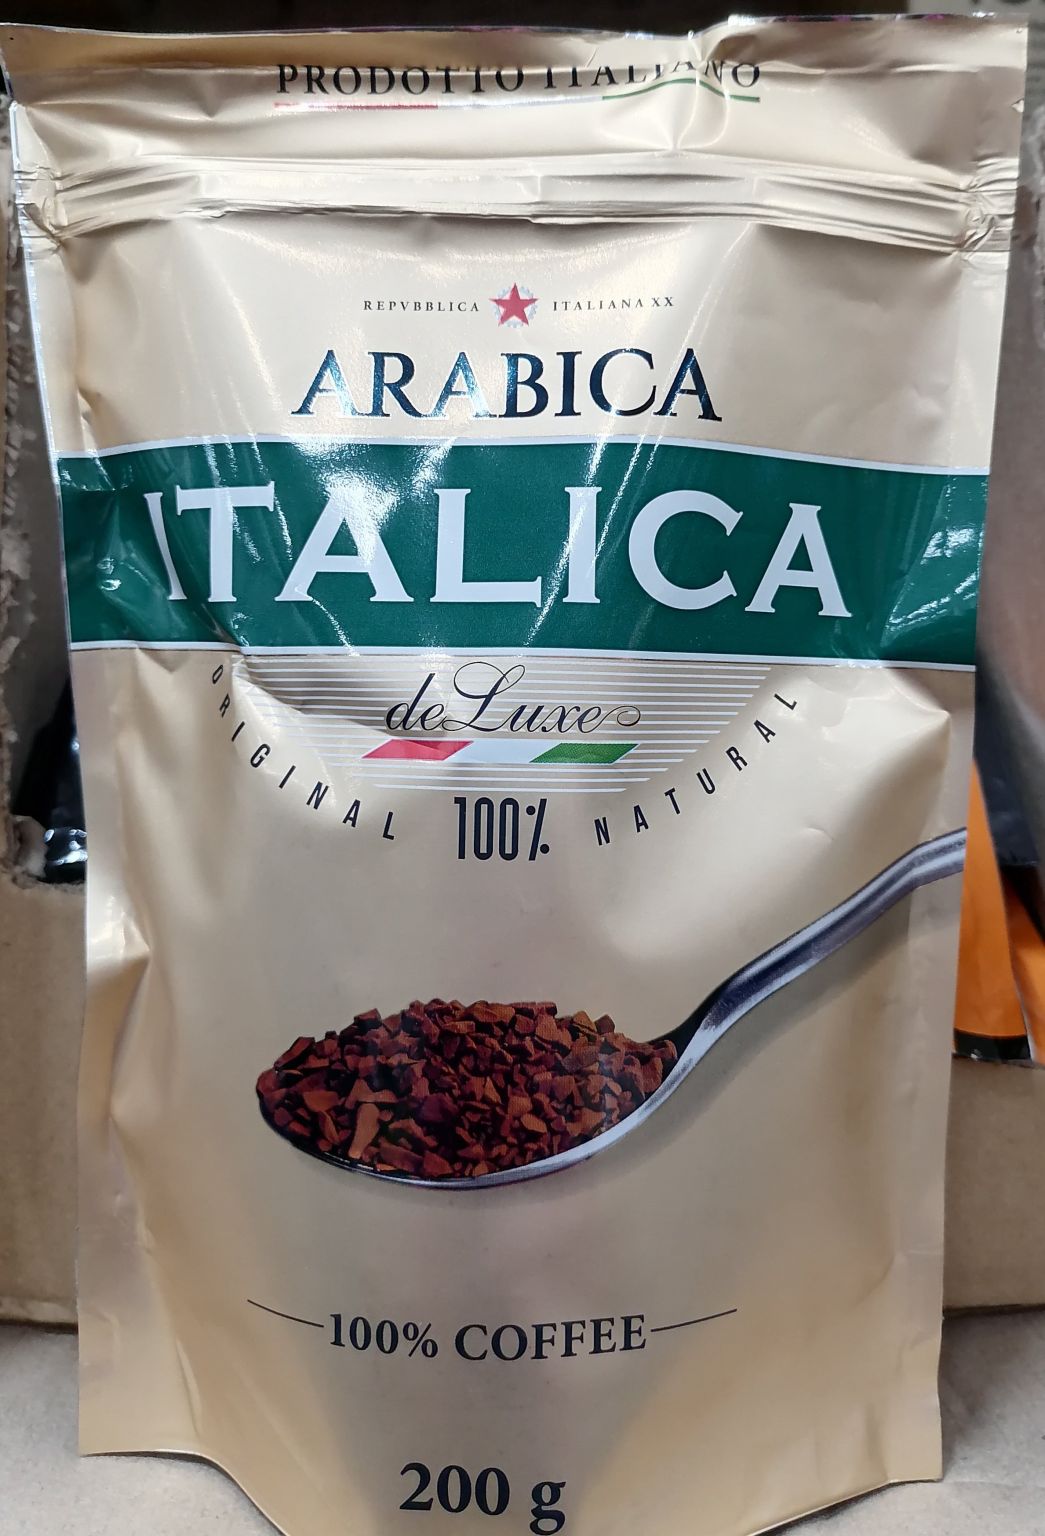 PRODOTTO ITALIANO
REPVBBLICA ITALIANA XX
ARABICA
ITALICA
deLuxe
ORIGINAL 100% NATURAL
100% COFFEE
200 g